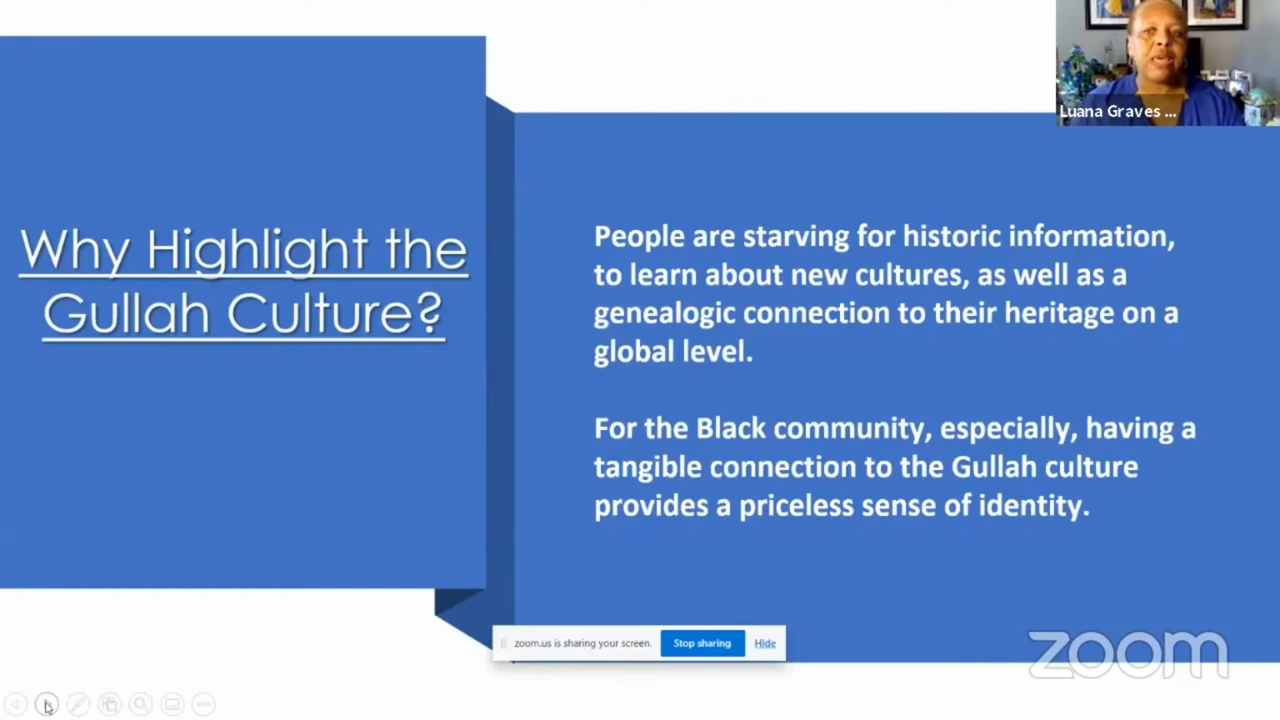 Luana Graves ...
Why Highlight the
Gullah Culture?
People are starving for historic information,
to learn about new cultures, as well as a
genealogic connection to their heritage on a
global level.
For the Black community, especially, having a
tangible connection to the Gullah culture
provides a priceless sense of identity.
zoom.us is sharing your screen. Stop sharing Hide
zoom